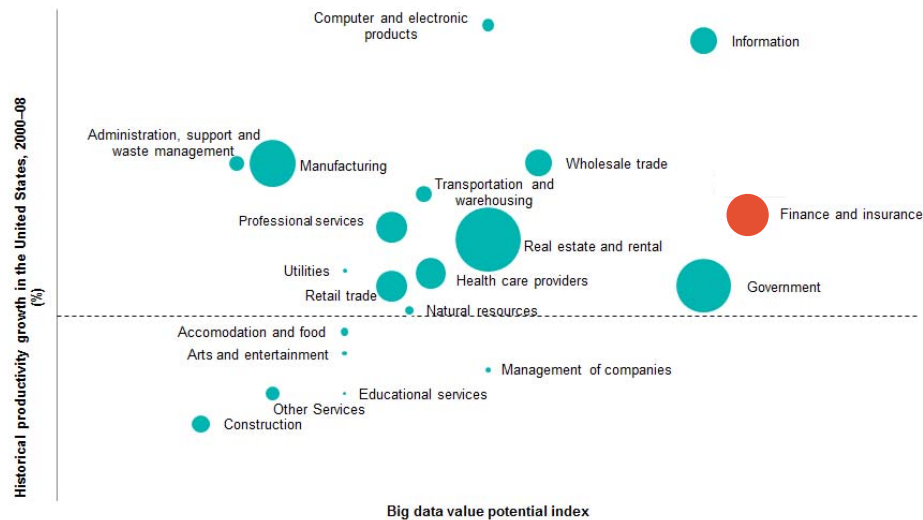 Computer and electronic
products
Information
Administration, support and
waste management
Manufacturing
Wholesale trade
Transportation and
warehousing
Professional services
Finance and insurance
Real estate and rental
Utilities
Health care providers
Retail trade
Government
Natural resources
Accomodation and food
Arts and entertainment
Management of companies
Educational services
Other Services
Construction
Historical productivity growth in the United States, 2000–08
(%)
Big data value potential index